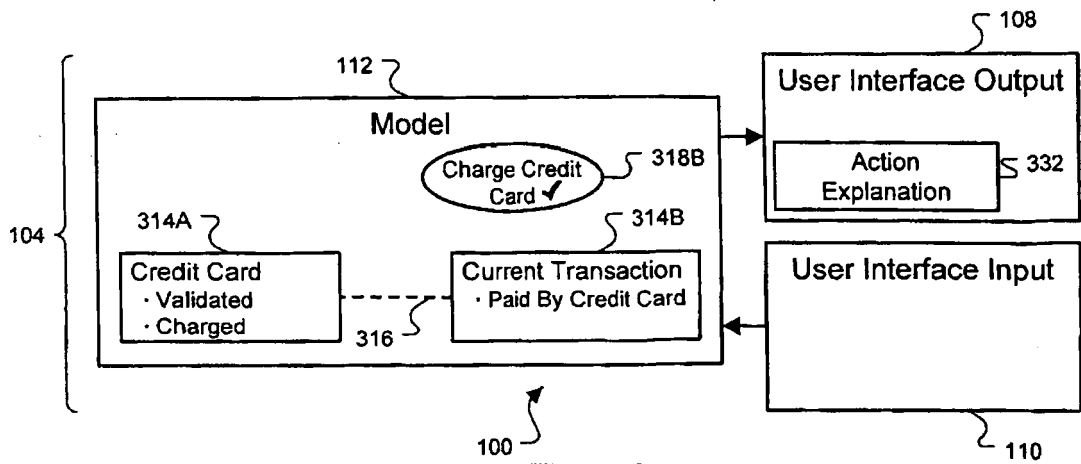 108
112
User Interface Output
Model
Charge Credit
Card ✓
318B
Action
Explanation
332
314A
314B
104
Credit Card
· Validated
· Charged
Current Transaction
· Paid By Credit Card
316
User Interface Input
100
110